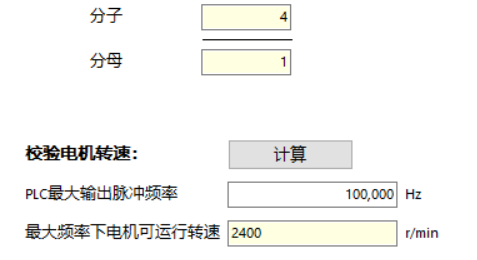 分子 4
分母 1
校验电机转速: 计算
PLC最大输出脉冲频率 100,000 Hz
最大频率下电机可运行转速 2400 r/min